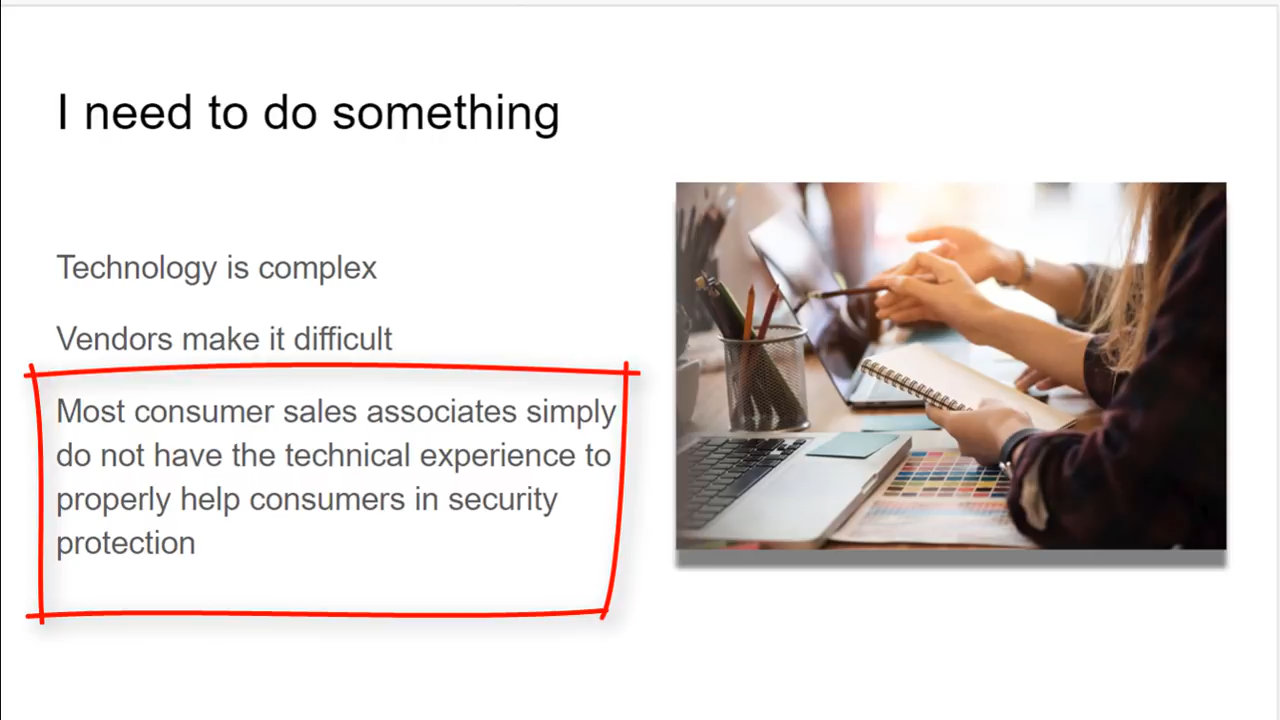 I need to do something
Technology is complex
Vendors make it difficult
Most consumer sales associates simply
do not have the technical experience to
properly help consumers in security
protection